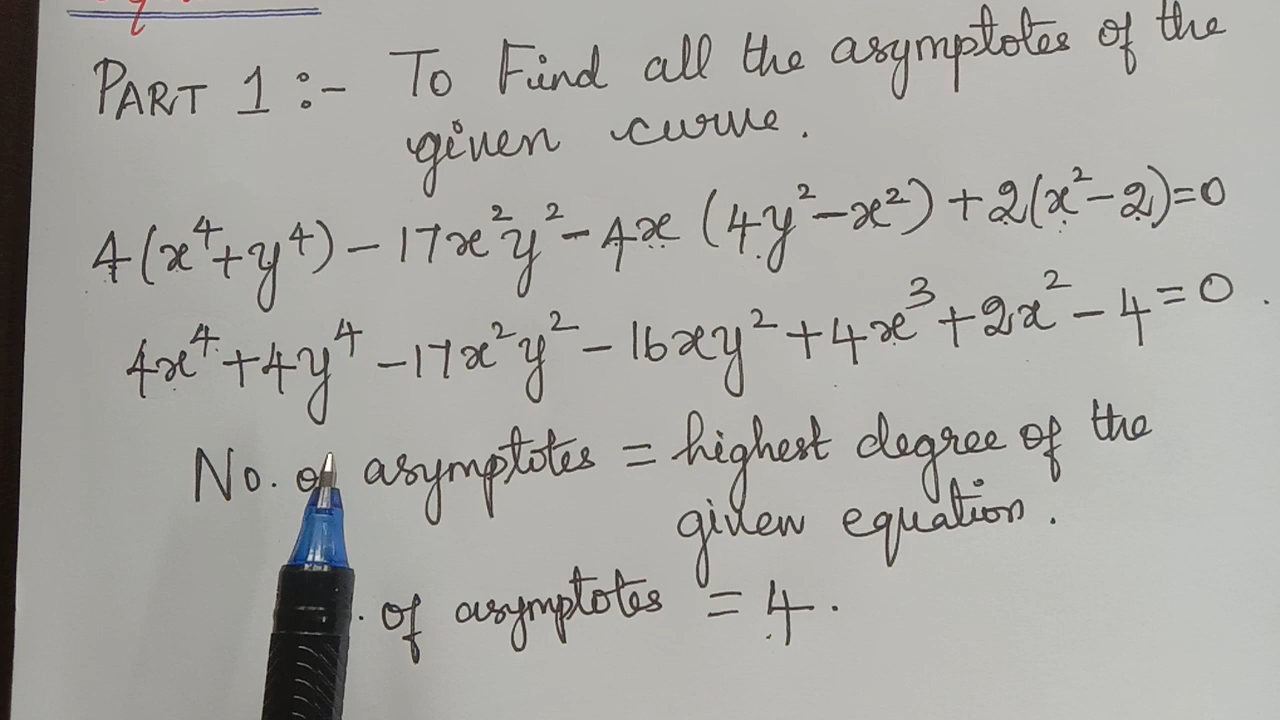 PART 1 :- To Find all the asymptotes of the
given curve.
4(x⁴+y⁴) - 17x²y² - 4x (4y²-x²) + 2(x²-2)=0
4x⁴+4y⁴ -17x²y² - 16xy² + 4x³ + 2x² - 4 = 0 .
No. asymptotes = highest degree of the
given equation.
. of asymptotes = 4.